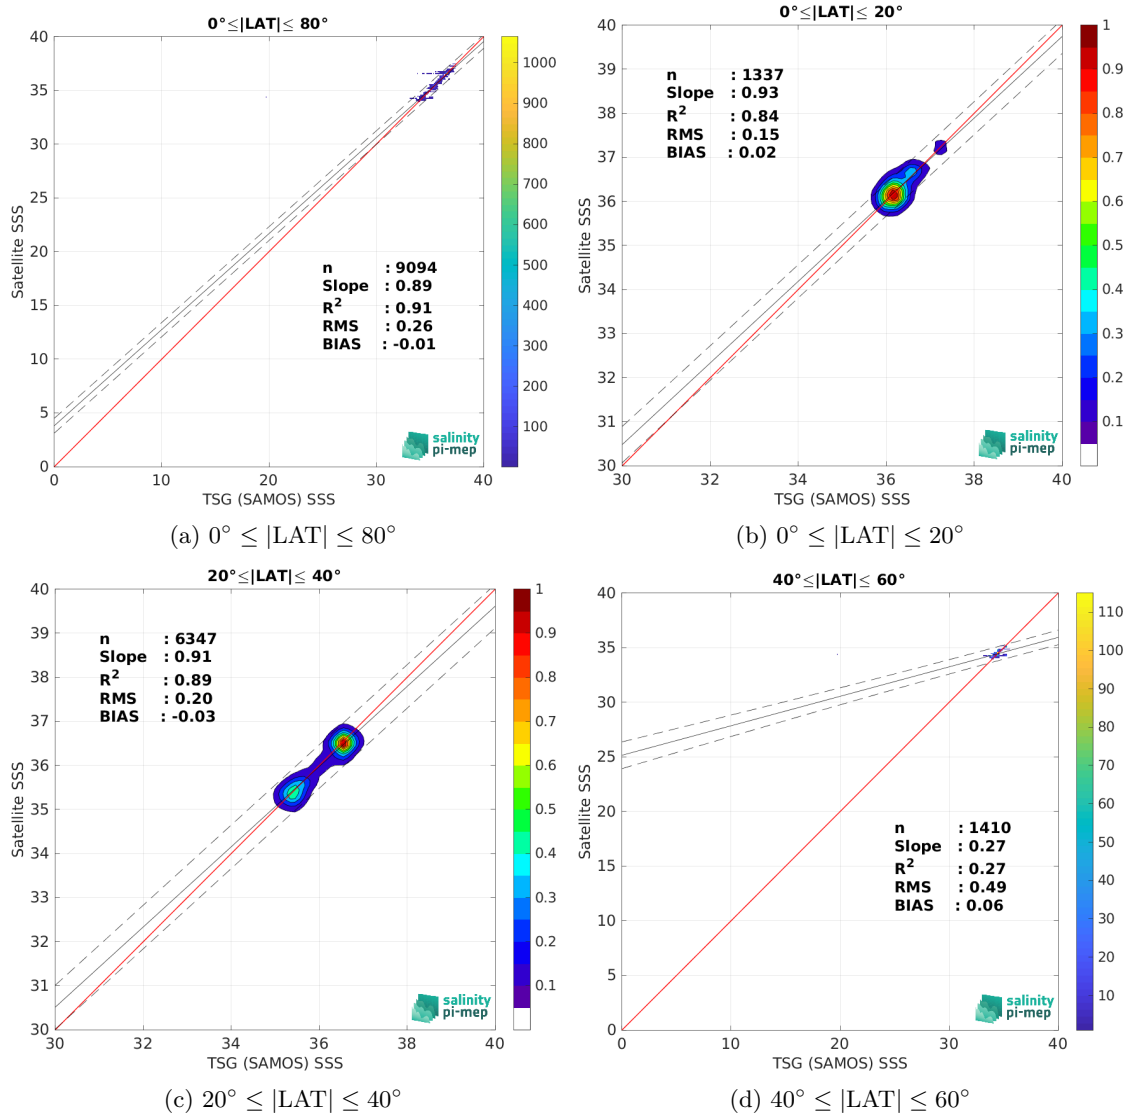 0°≤|LAT|≤ 80°
40
35
30
25
20
15
10
5
0
Satellite SSS
n : 9094
Slope : 0.89
R² : 0.91
RMS : 0.26
BIAS : -0.01
salinity
pi-mep
0 10 20 30 40
TSG (SAMOS) SSS
1000
900
800
700
600
500
400
300
200
100
(a) 0° ≤ |LAT| ≤ 80°
0°≤|LAT|≤ 20°
40
39
38
37
36
35
34
33
32
31
30
Satellite SSS
n : 1337
Slope : 0.93
R² : 0.84
RMS : 0.15
BIAS : 0.02
salinity
pi-mep
30 32 34 36 38 40
TSG (SAMOS) SSS
1
0.9
0.8
0.7
0.6
0.5
0.4
0.3
0.2
0.1
(b) 0° ≤ |LAT| ≤ 20°
20°≤|LAT|≤ 40°
40
39
38
37
36
35
34
33
32
31
30
Satellite SSS
n : 6347
Slope : 0.91
R² : 0.89
RMS : 0.20
BIAS : -0.03
salinity
pi-mep
30 32 34 36 38 40
TSG (SAMOS) SSS
1
0.9
0.8
0.7
0.6
0.5
0.4
0.3
0.2
0.1
(c) 20° ≤ |LAT| ≤ 40°
40°≤|LAT|≤ 60°
40
35
30
25
20
15
10
5
0
Satellite SSS
n : 1410
Slope : 0.27
R² : 0.27
RMS : 0.49
BIAS : 0.06
salinity
pi-mep
0 10 20 30 40
TSG (SAMOS) SSS
110
100
90
80
70
60
50
40
30
20
10
(d) 40° ≤ |LAT| ≤ 60°